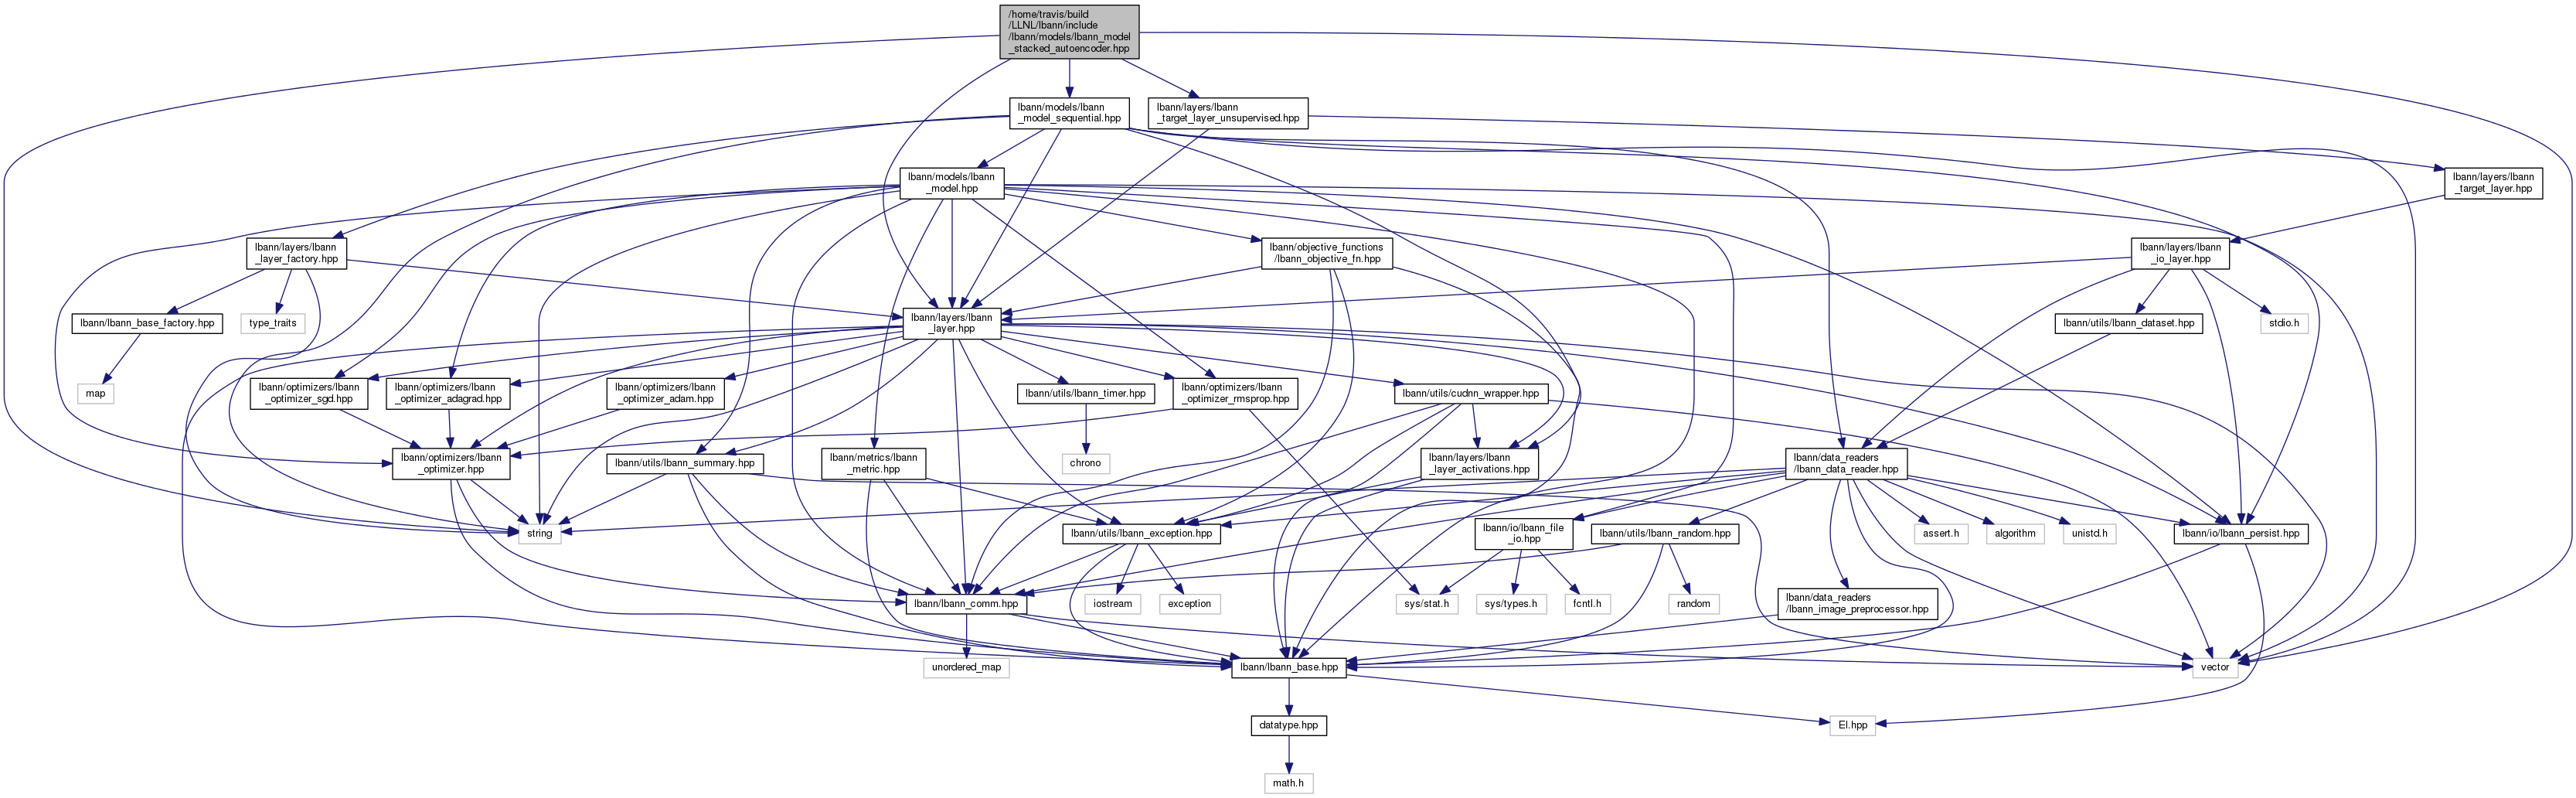 /home/travis/build
/LLNL/lbann/include
/lbann/models/lbann_model
_stacked_autoencoder.hpp
lbann/models/lbann
_model_sequential.hpp
lbann/layers/lbann
_target_layer_unsupervised.hpp
lbann/models/lbann
_model.hpp
lbann/layers/lbann
_target_layer.hpp
lbann/layers/lbann
_layer_factory.hpp
lbann/objective_functions
/lbann_objective_fn.hpp
lbann/layers/lbann
_io_layer.hpp
lbann/lbann_base_factory.hpp
type_traits
lbann/layers/lbann
_layer.hpp
lbann/utils/lbann_dataset.hpp
stdio.h
map
lbann/optimizers/lbann
_optimizer_sgd.hpp
lbann/optimizers/lbann
_optimizer_adagrad.hpp
lbann/optimizers/lbann
_optimizer_adam.hpp
lbann/utils/lbann_timer.hpp
lbann/optimizers/lbann
_optimizer_rmsprop.hpp
lbann/utils/cudnn_wrapper.hpp
lbann/optimizers/lbann
_optimizer.hpp
lbann/utils/lbann_summary.hpp
lbann/metrics/lbann
_metric.hpp
chrono
lbann/layers/lbann
_layer_activations.hpp
lbann/data_readers
/lbann_data_reader.hpp
string
lbann/utils/lbann_exception.hpp
lbann/io/lbann_file
_io.hpp
lbann/utils/lbann_random.hpp
assert.h
algorithm
unistd.h
lbann/io/lbann_persist.hpp
lbann/lbann_comm.hpp
iostream
exception
sys/stat.h
sys/types.h
fcntl.h
random
lbann/data_readers
/lbann_image_preprocessor.hpp
unordered_map
lbann/lbann_base.hpp
vector
datatype.hpp
El.hpp
math.h